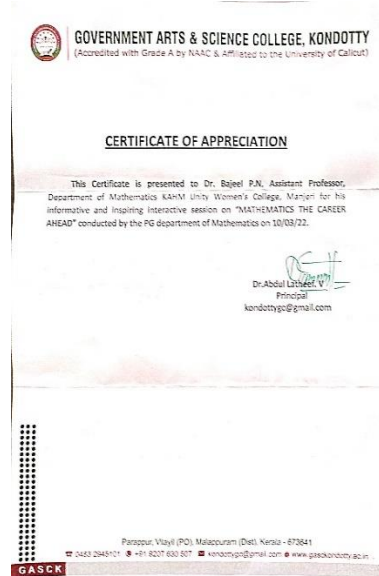 GOVERNMENT ARTS & SCIENCE COLLEGE, KONDOTTY
(Accredited with Grade A by NAAC & Affiliated to the University of Calicut)
CERTIFICATE OF APPRECIATION
This Certificate is presented to Dr. Bajeel P.N. Assistant Professor,
Department of Mathematics KAHM Unity Women's College, Manjeri for his
informative and inspiring interactive session on "MATHEMATICS THE CAREER
AHEAD" conducted by the PG department of Mathematics on 10/03/22.
Dr.Abdul Latheef. V
Principal
kondottygc@gmail.com
Parappur, Vilayil (PO), Malappuram (Dist), Kerala - 673641
0483 2945101 +91 8207 630 507 kondottygc@gmail.com www.gasckondotty.ac.in
GASCK